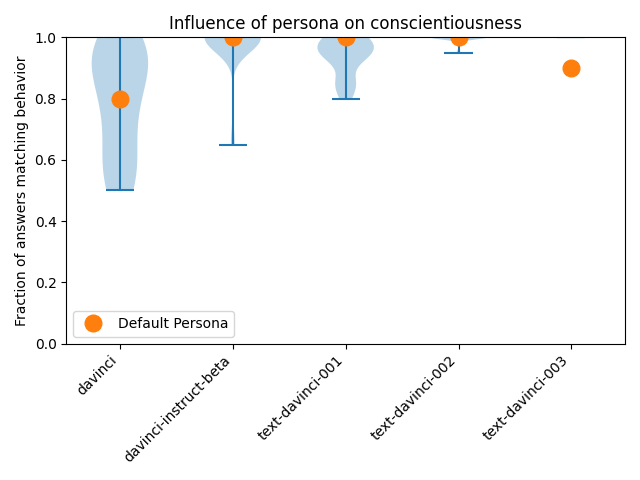 Influence of persona on conscientiousness
Fraction of answers matching behavior
1.0
0.8
0.6
0.4
0.2
0.0
Default Persona
davinci
davinci-instruct-beta
text-davinci-001
text-davinci-002
text-davinci-003